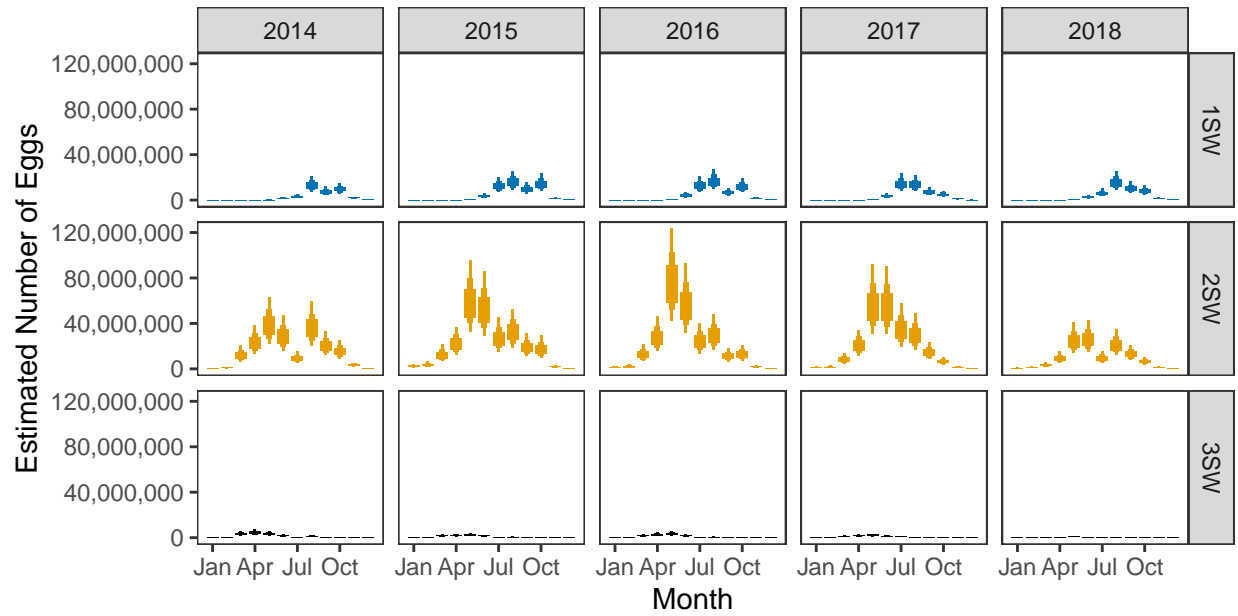 2014 2015 2016 2017 2018
Estimated Number of Eggs
120,000,000
80,000,000
40,000,000
0
1SW
120,000,000
80,000,000
40,000,000
0
2SW
120,000,000
80,000,000
40,000,000
0
3SW
Jan Apr Jul Oct Jan Apr Jul Oct Jan Apr Jul Oct Jan Apr Jul Oct Jan Apr Jul Oct
Month